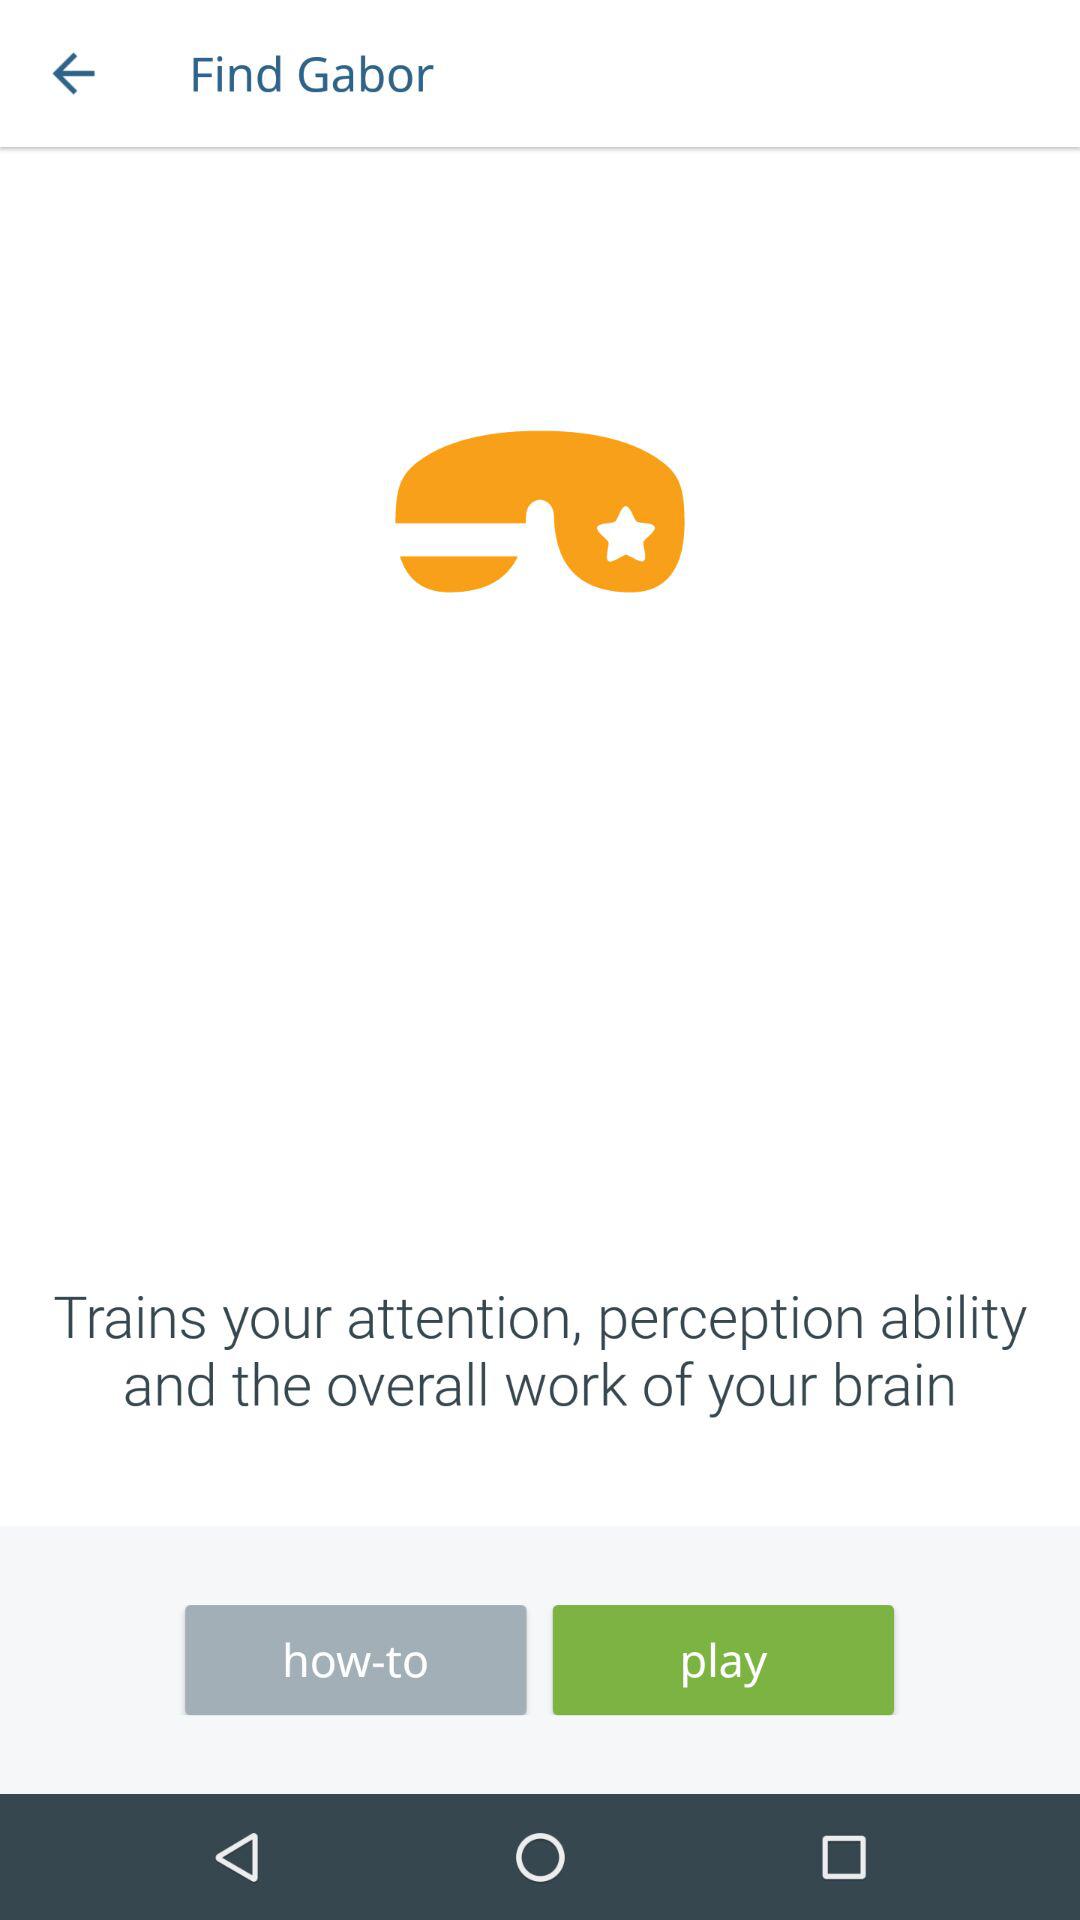 Find Gabor
Trains your attention, perception ability
and the overall work of your brain
how-to
play